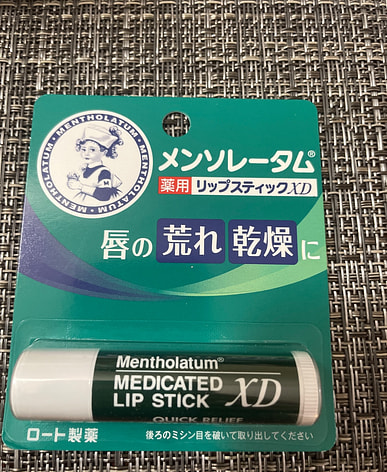 MENTHOLATUM · MENTHOLATUM · MENTHOLATUM
メンソレータム®
薬用 リップスティックXD
唇の 荒れ 乾燥 に
Mentholatum®
MEDICATED
LIP STICK XD
QUICK RELIEF
ロート製薬
後ろのミシン目を破いて取り出してください